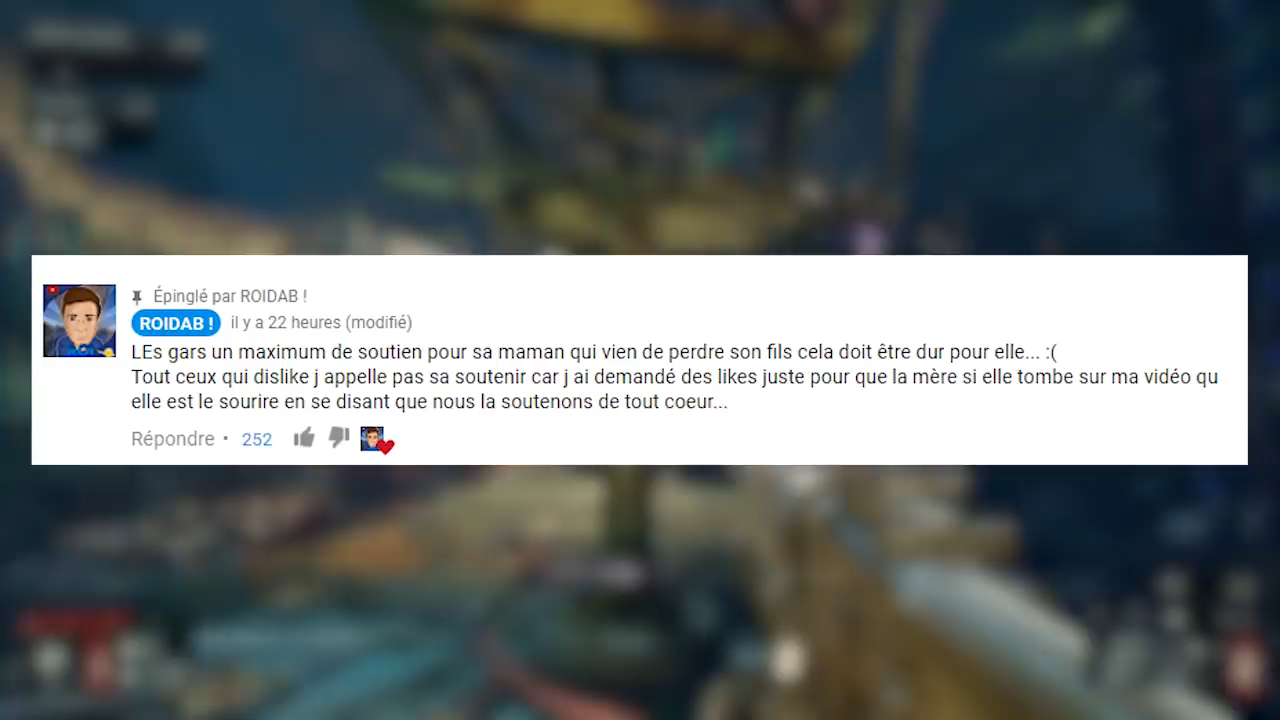 Épinglé par ROIDAB !
ROIDAB ! il y a 22 heures (modifié)
LEs gars un maximum de soutien pour sa maman qui vien de perdre son fils cela doit être dur pour elle... :(
Tout ceux qui dislike j appelle pas sa soutenir car j ai demandé des likes juste pour que la mère si elle tombe sur ma vidéo qu
elle est le sourire en se disant que nous la soutenons de tout coeur...
Répondre • 252